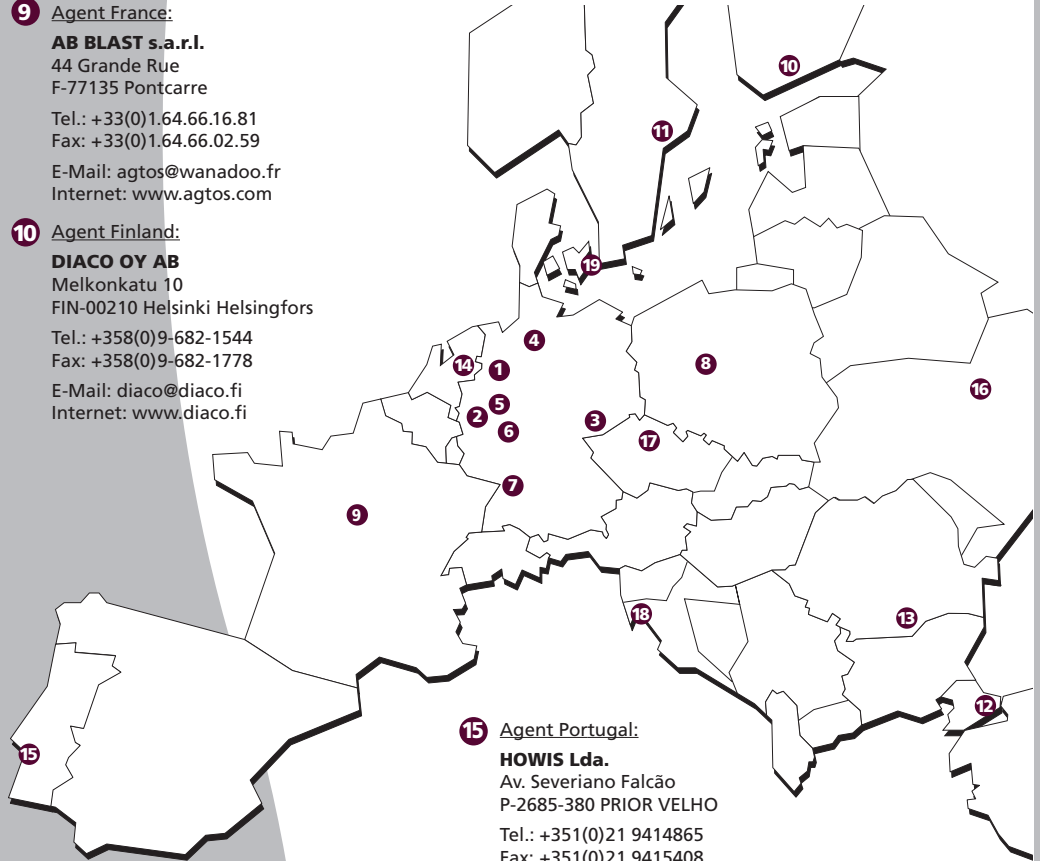 9 Agent France:
AB BLAST s.a.r.l.
44 Grande Rue
F-77135 Pontcarre
Tel.: +33(0)1.64.66.16.81
Fax: +33(0)1.64.66.02.59
E-Mail: agtos@wanadoo.fr
Internet: www.agtos.com
10 Agent Finland:
DIACO OY AB
Melkonkatu 10
FIN-00210 Helsinki Helsingfors
Tel.: +358(0)9-682-1544
Fax: +358(0)9-682-1778
E-Mail: diaco@diaco.fi
Internet: www.diaco.fi
10
11
19
4
14
1
8
16
5
2
3
6
17
7
9
18
13
12
15
15 Agent Portugal:
HOWIS Lda.
Av. Severiano Falcão
P-2685-380 PRIOR VELHO
Tel.: +351(0)21 9414865
Fax: +351(0)21 9415408